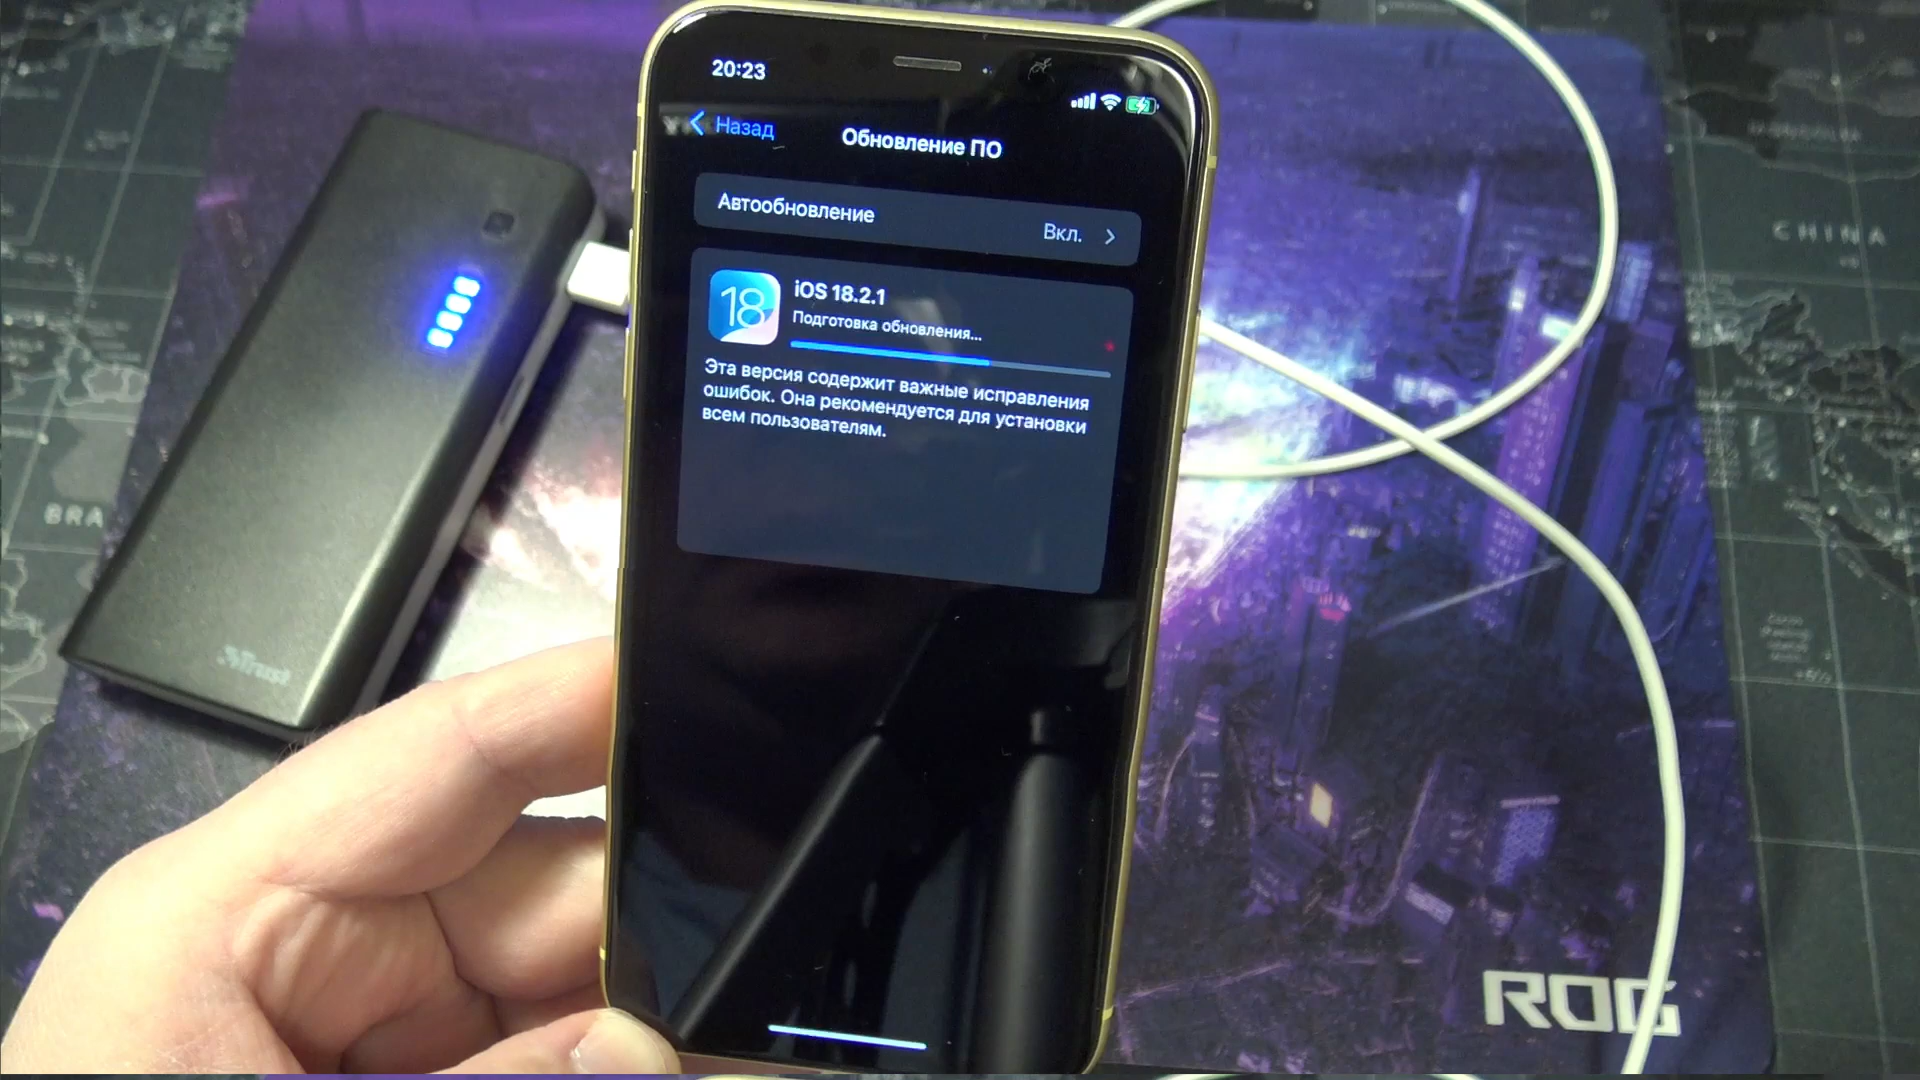 20:23
Назад
Обновление ПО
Автообновление
Вкл.
18
iOS 18.2.1
Подготовка обновления...
Эта версия содержит важные исправления
ошибок. Она рекомендуется для установки
всем пользователям.
Trust
BRA
CHINA
ROG